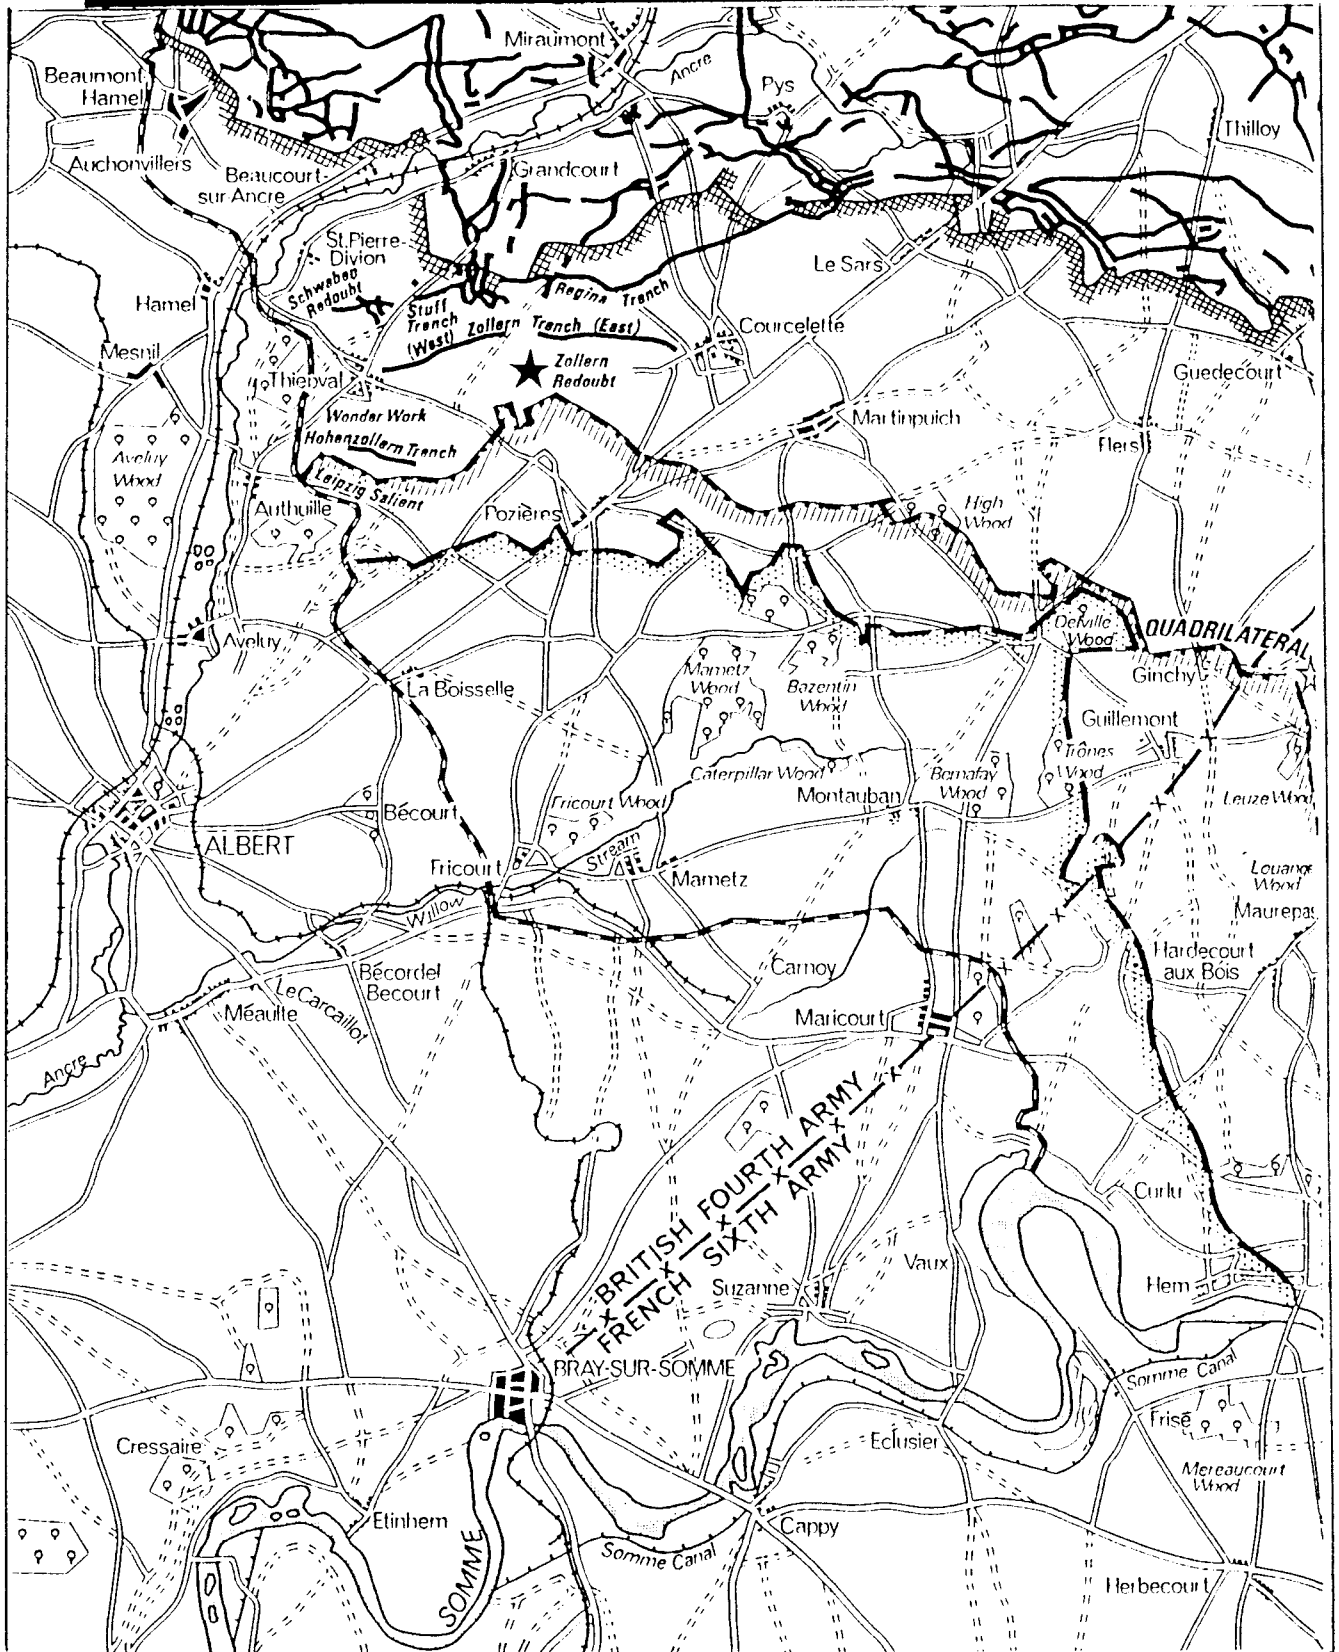 Miraumont
Ancre
Beaumont
Hamel
Pys
Thilloy
Auchonvillers
Beaucourt-
sur-Ancre
Grandcourt
St.Pierre-
Divion
Le Sars
Hamel
Schwaben
Redoubt
Stuff
Trench
(West)
Regina Trench
Zollern Trench (East)
Courcelette
Mesnil
Zollern
Redoubt
Thiepval
Guedecourt
Wonder Work
Martinpuich
Hohenzollern Trench
Flers
Aveluy
Wood
Leipzig Salient
Authuille
Pozières
High
Wood
Aveluy
Delville
Wood
QUADRILATERAL
La Boisselle
Mametz
Wood
Bazentin
Wood
Ginchy
Guillemont
Caterpillar Wood
Bernafay
Wood
Trônes
Wood
Montauban
Leuze Wood
Bécourt
Fricourt Wood
ALBERT
Stream
Fricourt
Mametz
Louange
Wood
Willow
Maurepas
Hardecourt
aux Bois
Bécordel
Becourt
Carnoy
Le Carcaillot
Méaulte
Maricourt
Ancre
BRITISH FOURTH ARMY
FRENCH SIXTH ARMY
Curlu
Vaux
Suzanne
Hem
BRAY-SUR-SOMME
Somme Canal
Frise
Cressaire
Eclusier
Mereaucourt
Wood
Etinhem
SOMME
Cappy
Somme Canal
Herbecourt